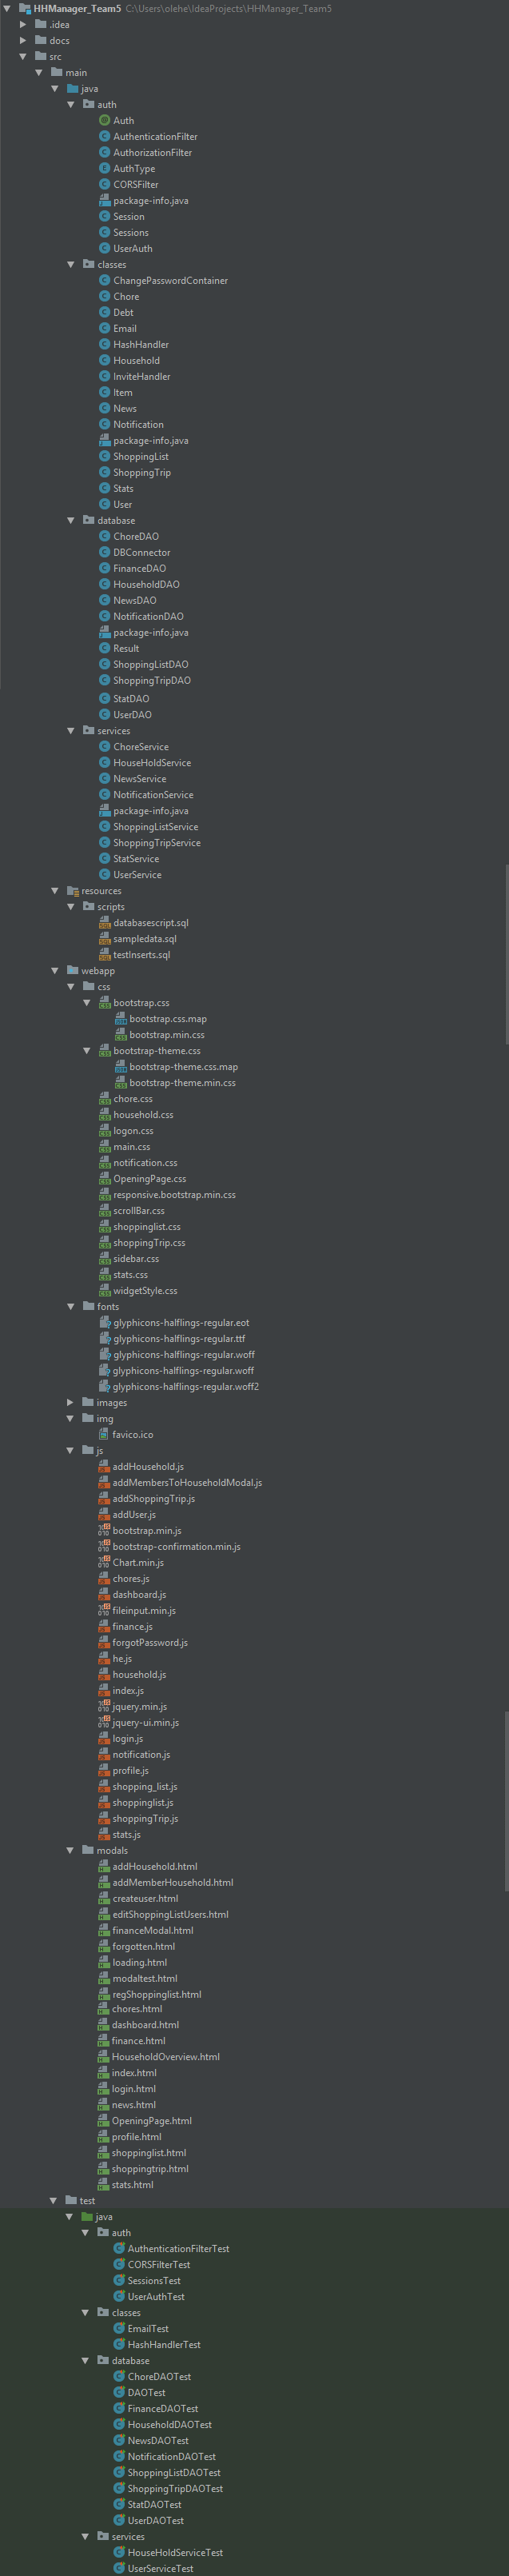 HHManager_Team5 C:\Users\olehe\IdeaProjects\HHManager_Team5
.idea
docs
src
main
java
auth
Auth
AuthenticationFilter
AuthorizationFilter
AuthType
CORSFilter
package-info.java
Session
Sessions
UserAuth
classes
ChangePasswordContainer
Chore
Debt
Email
HashHandler
Household
InviteHandler
Item
News
Notification
package-info.java
ShoppingList
ShoppingTrip
Stats
User
database
ChoreDAO
DBConnector
FinanceDAO
HouseholdDAO
NewsDAO
NotificationDAO
package-info.java
Result
ShoppingListDAO
ShoppingTripDAO
StatDAO
UserDAO
services
ChoreService
HouseHoldService
NewsService
NotificationService
package-info.java
ShoppingListService
ShoppingTripService
StatService
UserService
resources
scripts
databasescript.sql
sampledata.sql
testInserts.sql
webapp
css
bootstrap.css
bootstrap.css.map
bootstrap.min.css
bootstrap-theme.css
bootstrap-theme.css.map
bootstrap-theme.min.css
chore.css
household.css
logon.css
main.css
notification.css
OpeningPage.css
responsive.bootstrap.min.css
scrollBar.css
shoppinglist.css
shoppingTrip.css
sidebar.css
stats.css
widgetStyle.css
fonts
glyphicons-halflings-regular.eot
glyphicons-halflings-regular.ttf
glyphicons-halflings-regular.woff
glyphicons-halflings-regular.woff
glyphicons-halflings-regular.woff2
images
img
favico.ico
js
addHousehold.js
addMembersToHouseholdModal.js
addShoppingTrip.js
addUser.js
bootstrap.min.js
bootstrap-confirmation.min.js
Chart.min.js
chores.js
dashboard.js
fileinput.min.js
finance.js
forgotPassword.js
he.js
household.js
index.js
jquery.min.js
jquery-ui.min.js
login.js
notification.js
profile.js
shopping_list.js
shoppinglist.js
shoppingTrip.js
stats.js
modals
addHousehold.html
addMemberHousehold.html
createuser.html
editShoppingListUsers.html
financeModal.html
forgotten.html
loading.html
modaltest.html
regShoppinglist.html
chores.html
dashboard.html
finance.html
HouseholdOverview.html
index.html
login.html
news.html
OpeningPage.html
profile.html
shoppinglist.html
shoppingtrip.html
stats.html
test
java
auth
AuthenticationFilterTest
CORSFilterTest
SessionsTest
UserAuthTest
classes
EmailTest
HashHandlerTest
database
ChoreDAOTest
DAOTest
FinanceDAOTest
HouseholdDAOTest
NewsDAOTest
NotificationDAOTest
ShoppingListDAOTest
ShoppingTripDAOTest
StatDAOTest
UserDAOTest
services
HouseHoldServiceTest
UserServiceTest